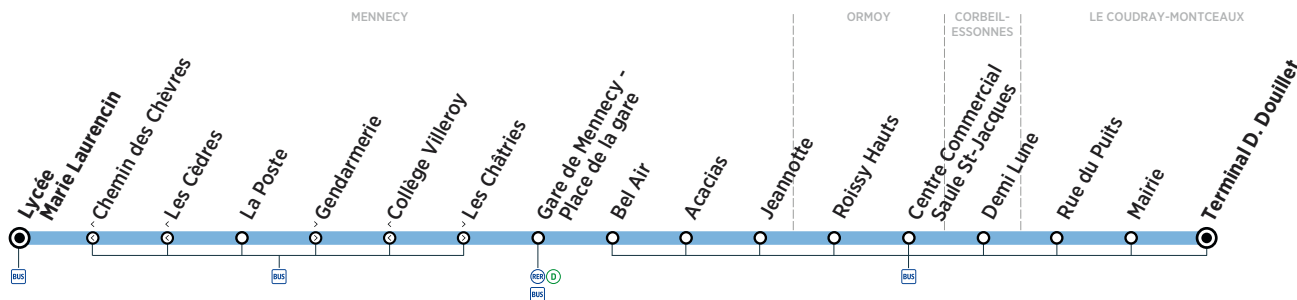 MENNECY
ORMOY
CORBEIL-
ESSONNES
LE COUDRAY-MONTCEAUX
Lycée
Marie Laurencin
Chemin des Chèvres
Les Cèdres
La Poste
Gendarmerie
Collège Villeroy
Les Châtries
Gare de Mennecy -
Place de la gare
Bel Air
Acacias
Jeannotte
Roissy Hauts
Centre Commercial
Saule St-Jacques
Demi Lune
Rue du Puits
Mairie
Terminal D. Douillet
BUS
BUS
RER D
BUS
BUS